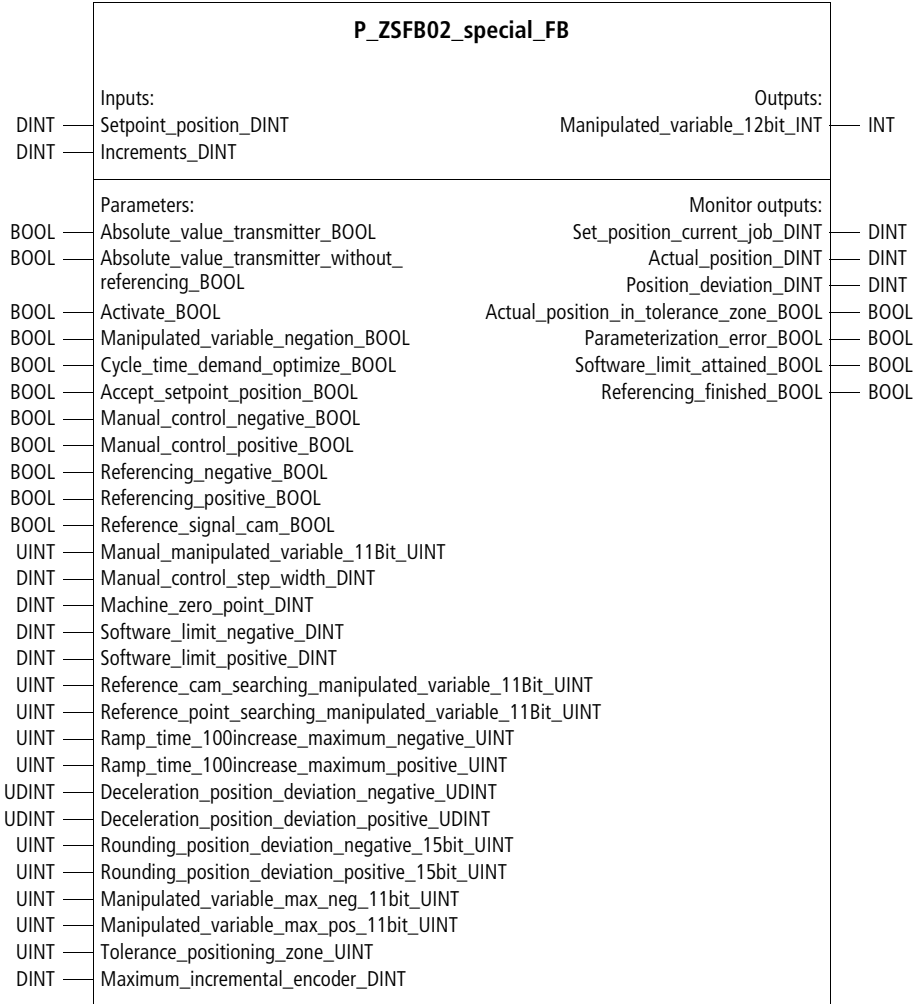 P_ZSFB02_special_FB
Inputs: Outputs:
DINT Setpoint_position_DINT Manipulated_variable_12bit_INT INT
DINT Increments_DINT
Parameters: Monitor outputs:
BOOL Absolute_value_transmitter_BOOL Set_position_current_job_DINT DINT
BOOL Absolute_value_transmitter_without_ Actual_position_DINT DINT
referencing_BOOL Position_deviation_DINT DINT
BOOL Activate_BOOL Actual_position_in_tolerance_zone_BOOL BOOL
BOOL Manipulated_variable_negation_BOOL Parameterization_error_BOOL BOOL
BOOL Cycle_time_demand_optimize_BOOL Software_limit_attained_BOOL BOOL
BOOL Accept_setpoint_position_BOOL Referencing_finished_BOOL BOOL
BOOL Manual_control_negative_BOOL
BOOL Manual_control_positive_BOOL
BOOL Referencing_negative_BOOL
BOOL Referencing_positive_BOOL
BOOL Reference_signal_cam_BOOL
UINT Manual_manipulated_variable_11Bit_UINT
DINT Manual_control_step_width_DINT
DINT Machine_zero_point_DINT
DINT Software_limit_negative_DINT
DINT Software_limit_positive_DINT
UINT Reference_cam_searching_manipulated_variable_11Bit_UINT
UINT Reference_point_searching_manipulated_variable_11Bit_UINT
UINT Ramp_time_100increase_maximum_negative_UINT
UINT Ramp_time_100increase_maximum_positive_UINT
UDINT Deceleration_position_deviation_negative_UDINT
UDINT Deceleration_position_deviation_positive_UDINT
UINT Rounding_position_deviation_negative_15bit_UINT
UINT Rounding_position_deviation_positive_15bit_UINT
UINT Manipulated_variable_max_neg_11bit_UINT
UINT Manipulated_variable_max_pos_11bit_UINT
UINT Tolerance_positioning_zone_UINT
DINT Maximum_incremental_encoder_DINT